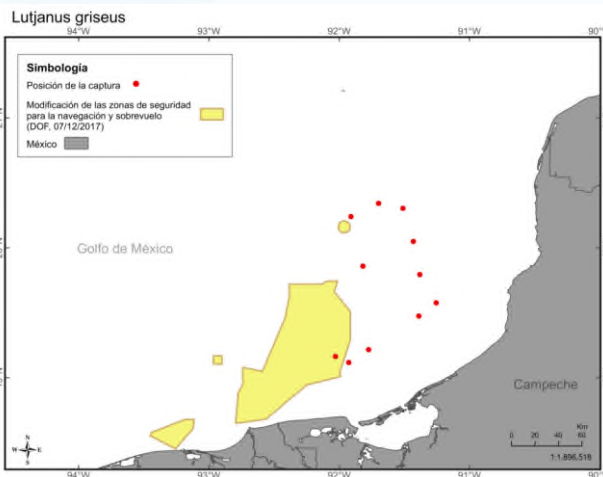 Lutjanus griseus
94°W 93°W 92°W 91°W 90°W
Simbología
Posición de la captura
Modificación de las zonas de seguridad
para la navegación y sobrevuelo
(DOF, 07/12/2017)
México
Golfo de México
Campeche
N
W E
S
Km
0 20 40 60
1:1,896,518
94°W 93°W 92°W 91°W 90°W